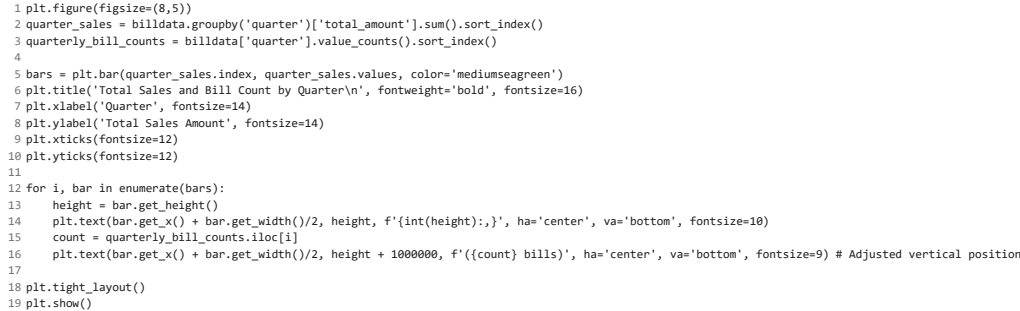 1 plt.figure(figsize=(8,5))
2 quarter_sales = billdata.groupby('quarter')['total_amount'].sum().sort_index()
3 quarterly_bill_counts = billdata['quarter'].value_counts().sort_index()
4
5 bars = plt.bar(quarter_sales.index, quarter_sales.values, color='mediumseagreen')
6 plt.title('Total Sales and Bill Count by Quarter\n', fontweight='bold', fontsize=16)
7 plt.xlabel('Quarter', fontsize=14)
8 plt.ylabel('Total Sales Amount', fontsize=14)
9 plt.xticks(fontsize=12)
10 plt.yticks(fontsize=12)
11
12 for i, bar in enumerate(bars):
13     height = bar.get_height()
14     plt.text(bar.get_x() + bar.get_width()/2, height, f'{int(height):,}', ha='center', va='bottom', fontsize=10)
15     count = quarterly_bill_counts.iloc[i]
16     plt.text(bar.get_x() + bar.get_width()/2, height + 1000000, f'({count} bills)', ha='center', va='bottom', fontsize=9) # Adjusted vertical position
17
18 plt.tight_layout()
19 plt.show()